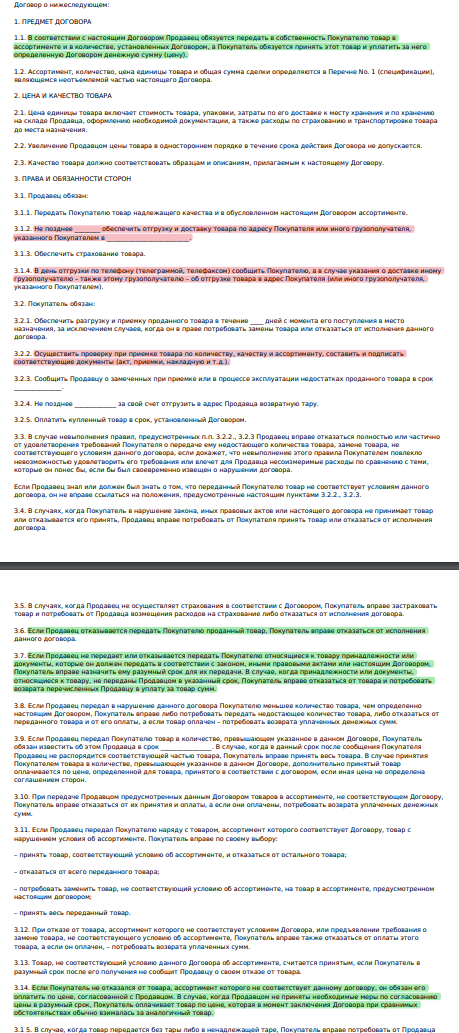 Договор о нижеследующем:
1. ПРЕДМЕТ ДОГОВОРА
1.1. В соответствии с настоящим Договором Продавец обязуется передать в собственность Покупателю товар в
ассортименте и в количестве, установленных Договором, а Покупатель обязуется принять этот товар и уплатить за него
определенную Договором денежную сумму (цену).
1.2. Ассортимент, количество, цена единицы товара и общая сумма сделки определяются в Перечне No. 1 (спецификации),
являющемся неотъемлемой частью настоящего Договора.
2. ЦЕНА И КАЧЕСТВО ТОВАРА
2.1. Цена единицы товара включает стоимость товара, упаковки, затраты по его доставке к месту хранения и по хранению
на складе Продавца, оформлению необходимой документации, а также расходы по страхованию и транспортировке товара
до места назначения.
2.2. Увеличение Продавцом цены товара в одностороннем порядке в течение срока действия Договора не допускается.
2.3. Качество товара должно соответствовать образцам и описаниям, прилагаемым к настоящему Договору.
3. ПРАВА И ОБЯЗАННОСТИ СТОРОН
3.1. Продавец обязан:
3.1.1. Передать Покупателю товар надлежащего качества и в обусловленном настоящим Договором ассортименте.
3.1.2. Не позднее ________ обеспечить отгрузку и доставку товара по адресу Покупателя или иного грузополучателя,
указанного Покупателем в ________________________.
3.1.3. Обеспечить страхование товара.
3.1.4. В день отгрузки по телефону (телеграммой, телефаксом) сообщить Покупателю, а в случае указания о доставке иному
грузополучателю – также этому грузополучателю – об отгрузке товара в адрес Покупателя (или иного грузополучателя,
указанного Покупателем).
3.2. Покупатель обязан:
3.2.1. Обеспечить разгрузку и приемку проданного товара в течение ____ дней с момента его поступления в место
назначения, за исключением случаев, когда он в праве потребовать замены товара или отказаться от исполнения данного
договора.
3.2.2. Осуществить проверку при приемке товара по количеству, качеству и ассортименту, составить и подписать
соответствующие документы (акт, приемки, накладную и т.д.).
3.2.3. Сообщить Продавцу о замеченных при приемке или в процессе эксплуатации недостатках проданного товара в срок
______________.
3.2.4. Не позднее ____________ за свой счет отгрузить в адрес Продавца возвратную тару.
3.2.5. Оплатить купленный товар в срок, установленный Договором.
3.3. В случае невыполнения правил, предусмотренных п.п. 3.2.2., 3.2.3 Продавец вправе отказаться полностью или частично
от удовлетворения требований Покупателя о передаче ему недостающего количества товара, замене товара, не
соответствующего условиям данного договора, если докажет, что невыполнение этого правила Покупателем повлекло
невозможность удовлетворить его требования или влечет для Продавца несоизмеримые расходы по сравнению с теми,
которые он понес бы, если бы был своевременно извещен о нарушении договора.
Если Продавец знал или должен был знать о том, что переданный Покупателю товар не соответствует условиям данного
договора, он не вправе ссылаться на положения, предусмотренные настоящим пунктами 3.2.2., 3.2.3.
3.4. В случаях, когда Покупатель в нарушение закона, иных правовых актов или настоящего договора не принимает товар
или отказывается его принять, Продавец вправе потребовать от Покупателя принять товар или отказаться от исполнения
договора.
3.5. В случаях, когда Продавец не осуществляет страхования в соответствии с Договором, Покупатель вправе застраховать
товар и потребовать от Продавца возмещения расходов на страхование либо отказаться от исполнения договора.
3.6. Если Продавец отказывается передать Покупателю проданный товар, Покупатель вправе отказаться от исполнения
данного договора.
3.7. Если Продавец не передает или отказывается передать Покупателю относящиеся к товару принадлежности или
документы, которые он должен передать в соответствии с законом, иными правовыми актами или настоящим Договором,
Покупатель вправе назначить ему разумный срок для их передачи. В случае, когда принадлежности или документы,
относящиеся к товару, не переданы Продавцом в указанный срок, Покупатель вправе отказаться от товара и потребовать
возврата перечисленных Продавцу в уплату за товар сумм.
3.8. Если Продавец передал в нарушение данного договора Покупателю меньшее количество товара, чем определенно
настоящим Договором, Покупатель вправе либо потребовать передать недостающее количество товара, либо отказаться от
переданного товара и от его оплаты, а если товар оплачен – потребовать возврата уплаченных денежных сумм.
3.9. Если Продавец передал Покупателю товар в количестве, превышающем указанное в данном Договоре, Покупатель
обязан известить об этом Продавца в срок _______________. В случае, когда в данный срок после сообщения Покупателя
Продавец не распорядится соответствующей частью товара, Покупатель вправе принять весь товара. В случае принятия
Покупателем товара в количестве, превышающем указанное в данном Договоре, дополнительно принятый товар
оплачивается по цене, определенной для товара, принятого в соответствии с договором, если иная цена не определена
соглашением сторон.
3.10. При передаче Продавцом предусмотренных данным Договором товаров в ассортименте, не соответствующем Договору,
Покупатель вправе отказаться от их принятия и оплаты, а если они оплачены, потребовать возврата уплаченных денежных
сумм.
3.11. Если Продавец передал Покупателю наряду с товаром, ассортимент которого соответствует Договору, товар с
нарушением условия об ассортименте. Покупатель вправе по своему выбору:
– принять товар, соответствующий условию об ассортименте, и отказаться от остального товара;
– отказаться от всего переданного товара;
– потребовать заменить товар, не соответствующий условию об ассортименте, на товар в ассортименте, предусмотренном
настоящим договором;
– принять весь переданный товар.
3.12. При отказе от товара, ассортимент которого не соответствует условиям Договора, или предъявлении требования о
замене товара, не соответствующего условию об ассортименте, Покупатель вправе также отказаться от оплаты этого
товара, а если он оплачен, – потребовать возврата уплаченных сумм.
3.13. Товар, не соответствующий условию данного Договора об ассортименте, считается принятым, если Покупатель в
разумный срок после его получения не сообщит Продавцу о своем отказе от товара.
3.14. Если Покупатель не отказался от товара, ассортимент которого не соответствует данному договору, он обязан его
оплатить по цене, согласованной с Продавцом. В случае, когда Продавцом не приняты необходимые меры по согласованию
цены в разумный срок, Покупатель оплачивает товар по цене, которая в момент заключения Договора при сравнимых
обстоятельствах обычно взималась за аналогичный товар.
3.1 5. В случае, когда товар передается без тары либо в ненадлежащей таре, Покупатель вправе потребовать от Продавца